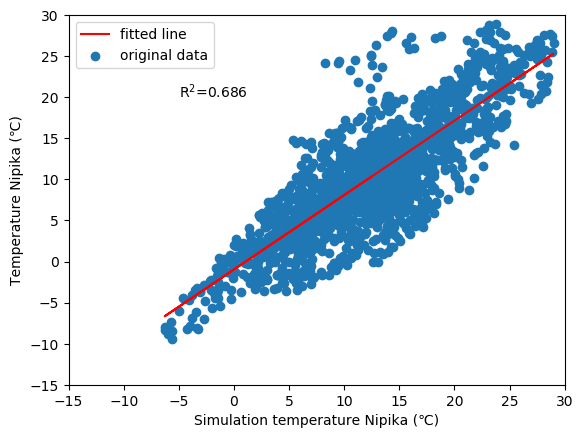 fitted line
original data
R²=0.686
30
25
20
15
10
5
0
−5
−10
−15
Temperature Nipika (℃)
−15 −10 −5 0 5 10 15 20 25 30
Simulation temperature Nipika (℃)